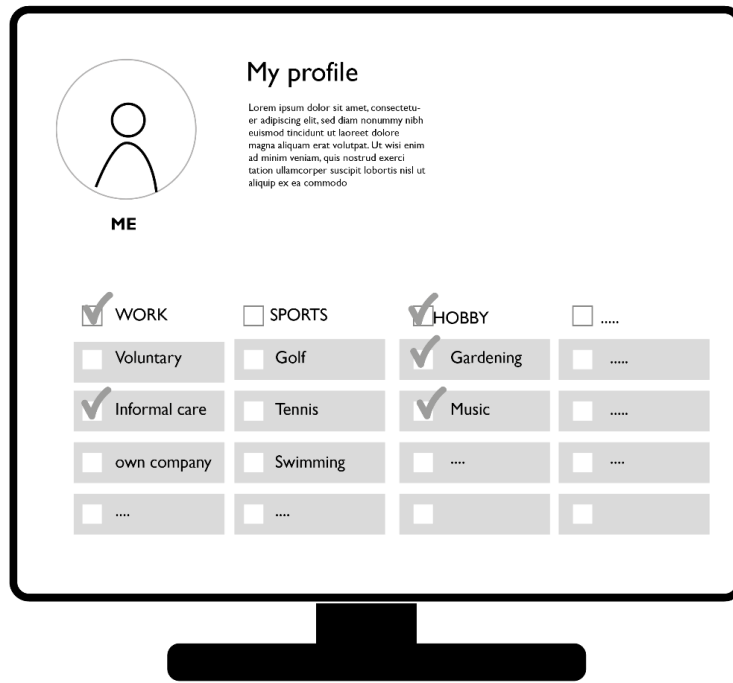 My profile
Lorem ipsum dolor sit amet, consectetu-
er adipiscing elit, sed diam nonummy nibh
euismod tincidunt ut laoreet dolore
magna aliquam erat volutpat. Ut wisi enim
ad minim veniam, quis nostrud exerci
tation ullamcorper suscipit lobortis nisl ut
aliquip ex ea commodo
ME
WORK SPORTS HOBBY .....
Voluntary Golf Gardening .....
Informal care Tennis Music .....
own company Swimming .... ....
.... ....